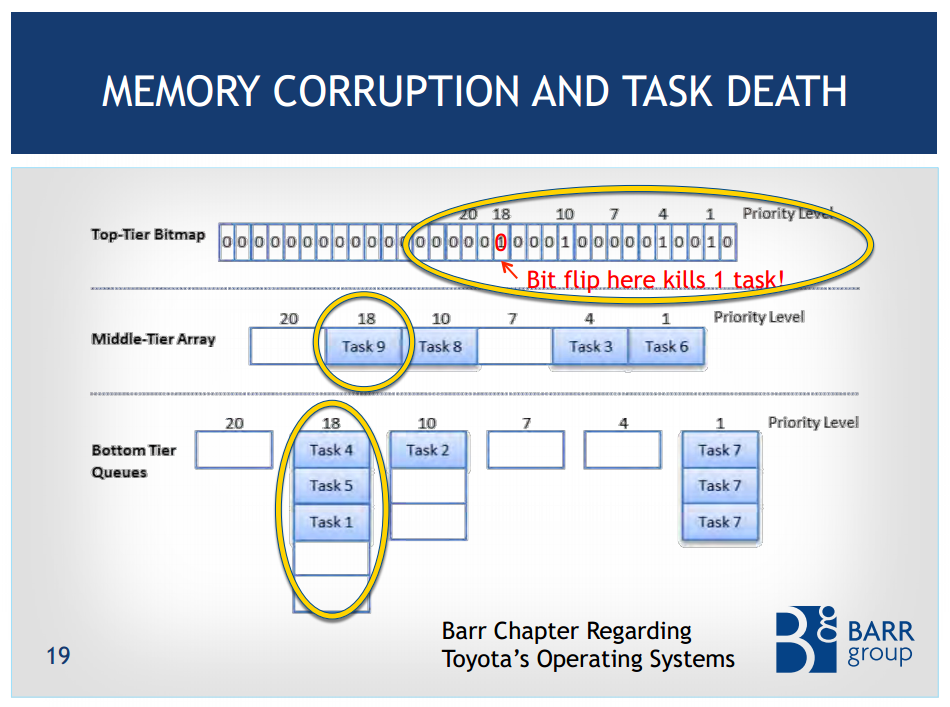 MEMORY CORRUPTION AND TASK DEATH
20 18 10 7 4 1 Priority Level
Top-Tier Bitmap 0 0 0 0 0 0 0 0 0 0 0 0 0 0 0 0 0 0 0 0 0 1 0 0 0 0 0 1 0 0 1 0
Bit flip here kills 1 task!
20 18 10 7 4 1 Priority Level
Middle-Tier Array Task 9 Task 8 Task 3 Task 6
20 18 10 7 4 1 Priority Level
Bottom Tier Task 4 Task 2 Task 7
Queues
Task 5 Task 7
Task 1 Task 7
Barr Chapter Regarding
Toyota's Operating Systems
BARR
group
19